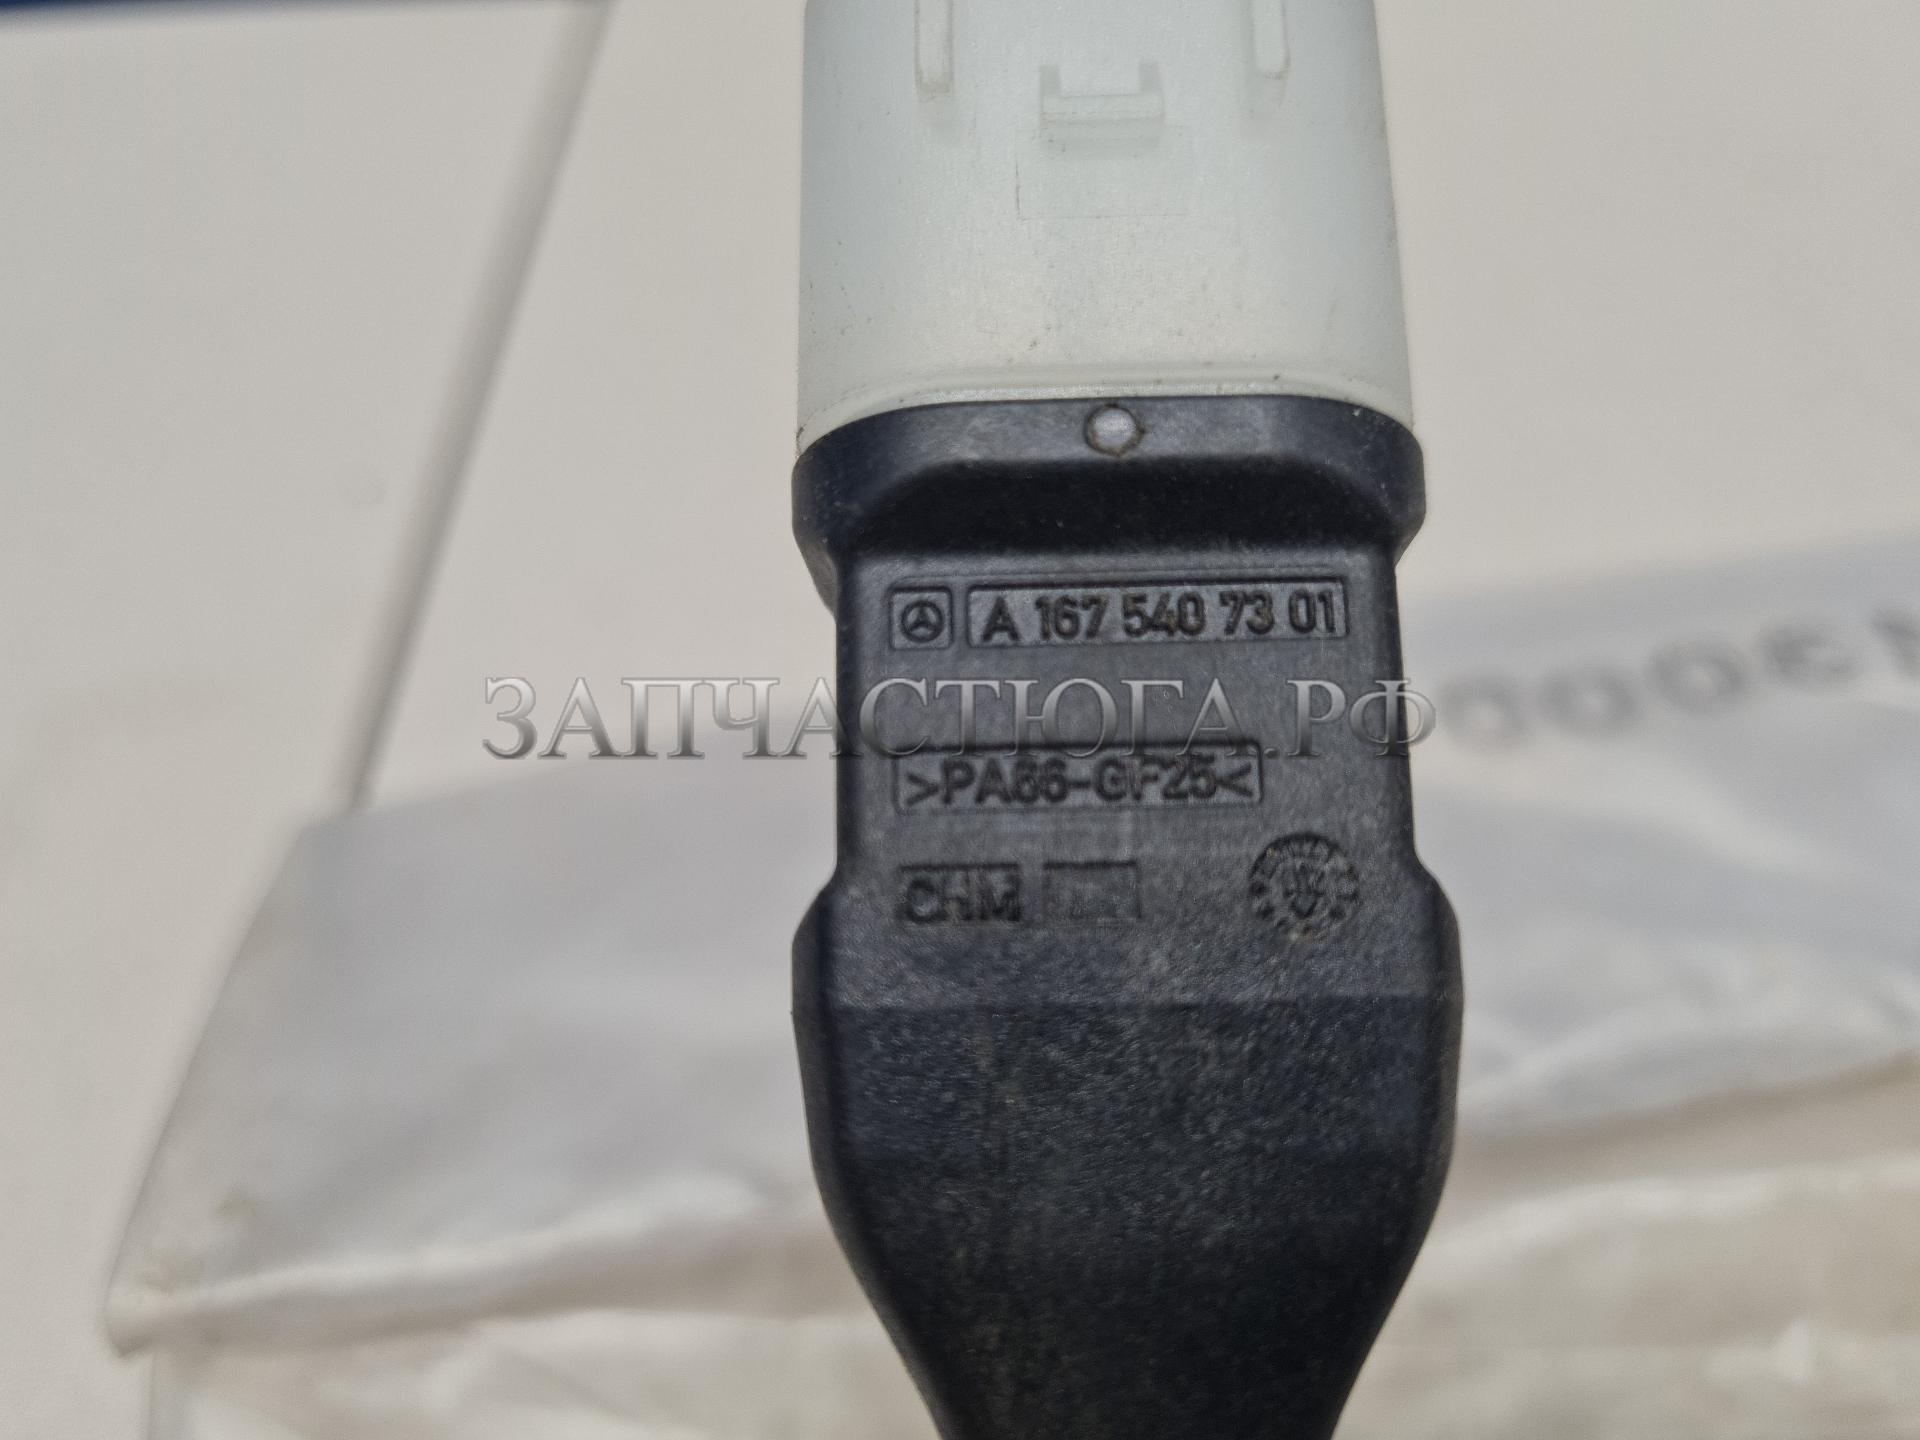 A 167 540 73 01
ЗАПЧАСТЮГА.РФ
>PA66-GF25<
CHM